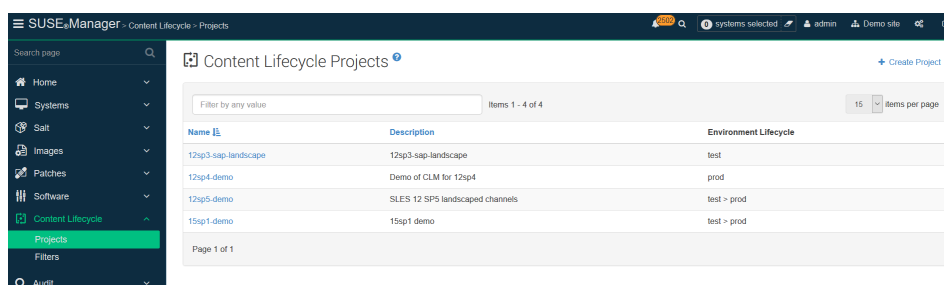 SUSE®Manager > Content Lifecycle > Projects
2502
0 systems selected
admin
Demo site
Search page
Home
Systems
Salt
Images
Patches
Software
Content Lifecycle
Projects
Filters
Audit
Content Lifecycle Projects ?
+ Create Project
Filter by any value
Items 1 - 4 of 4
15 items per page
Name Description Environment Lifecycle
12sp3-sap-landscape 12sp3-sap-landscape test
12sp4-demo Demo of CLM for 12sp4 prod
12sp5-demo SLES 12 SP5 landscaped channels test > prod
15sp1-demo 15sp1 demo test > prod
Page 1 of 1